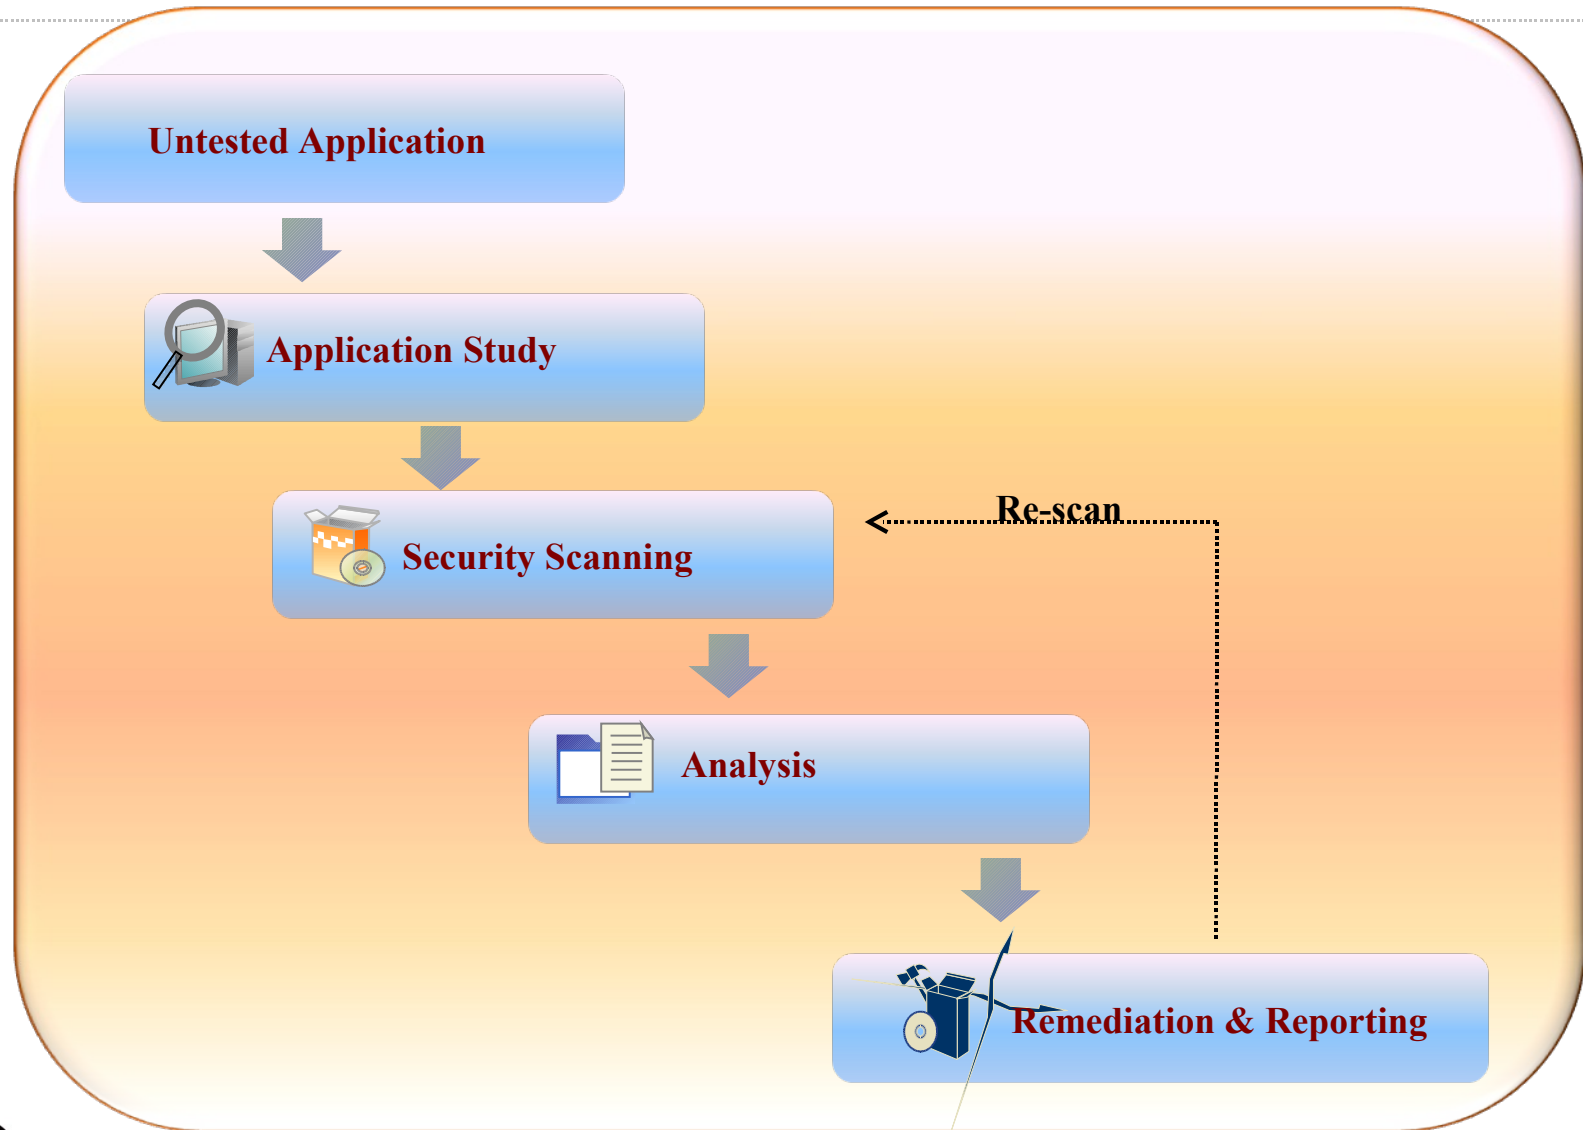 Untested Application
Application Study
Re-scan
Security Scanning
Analysis
Remediation & Reporting